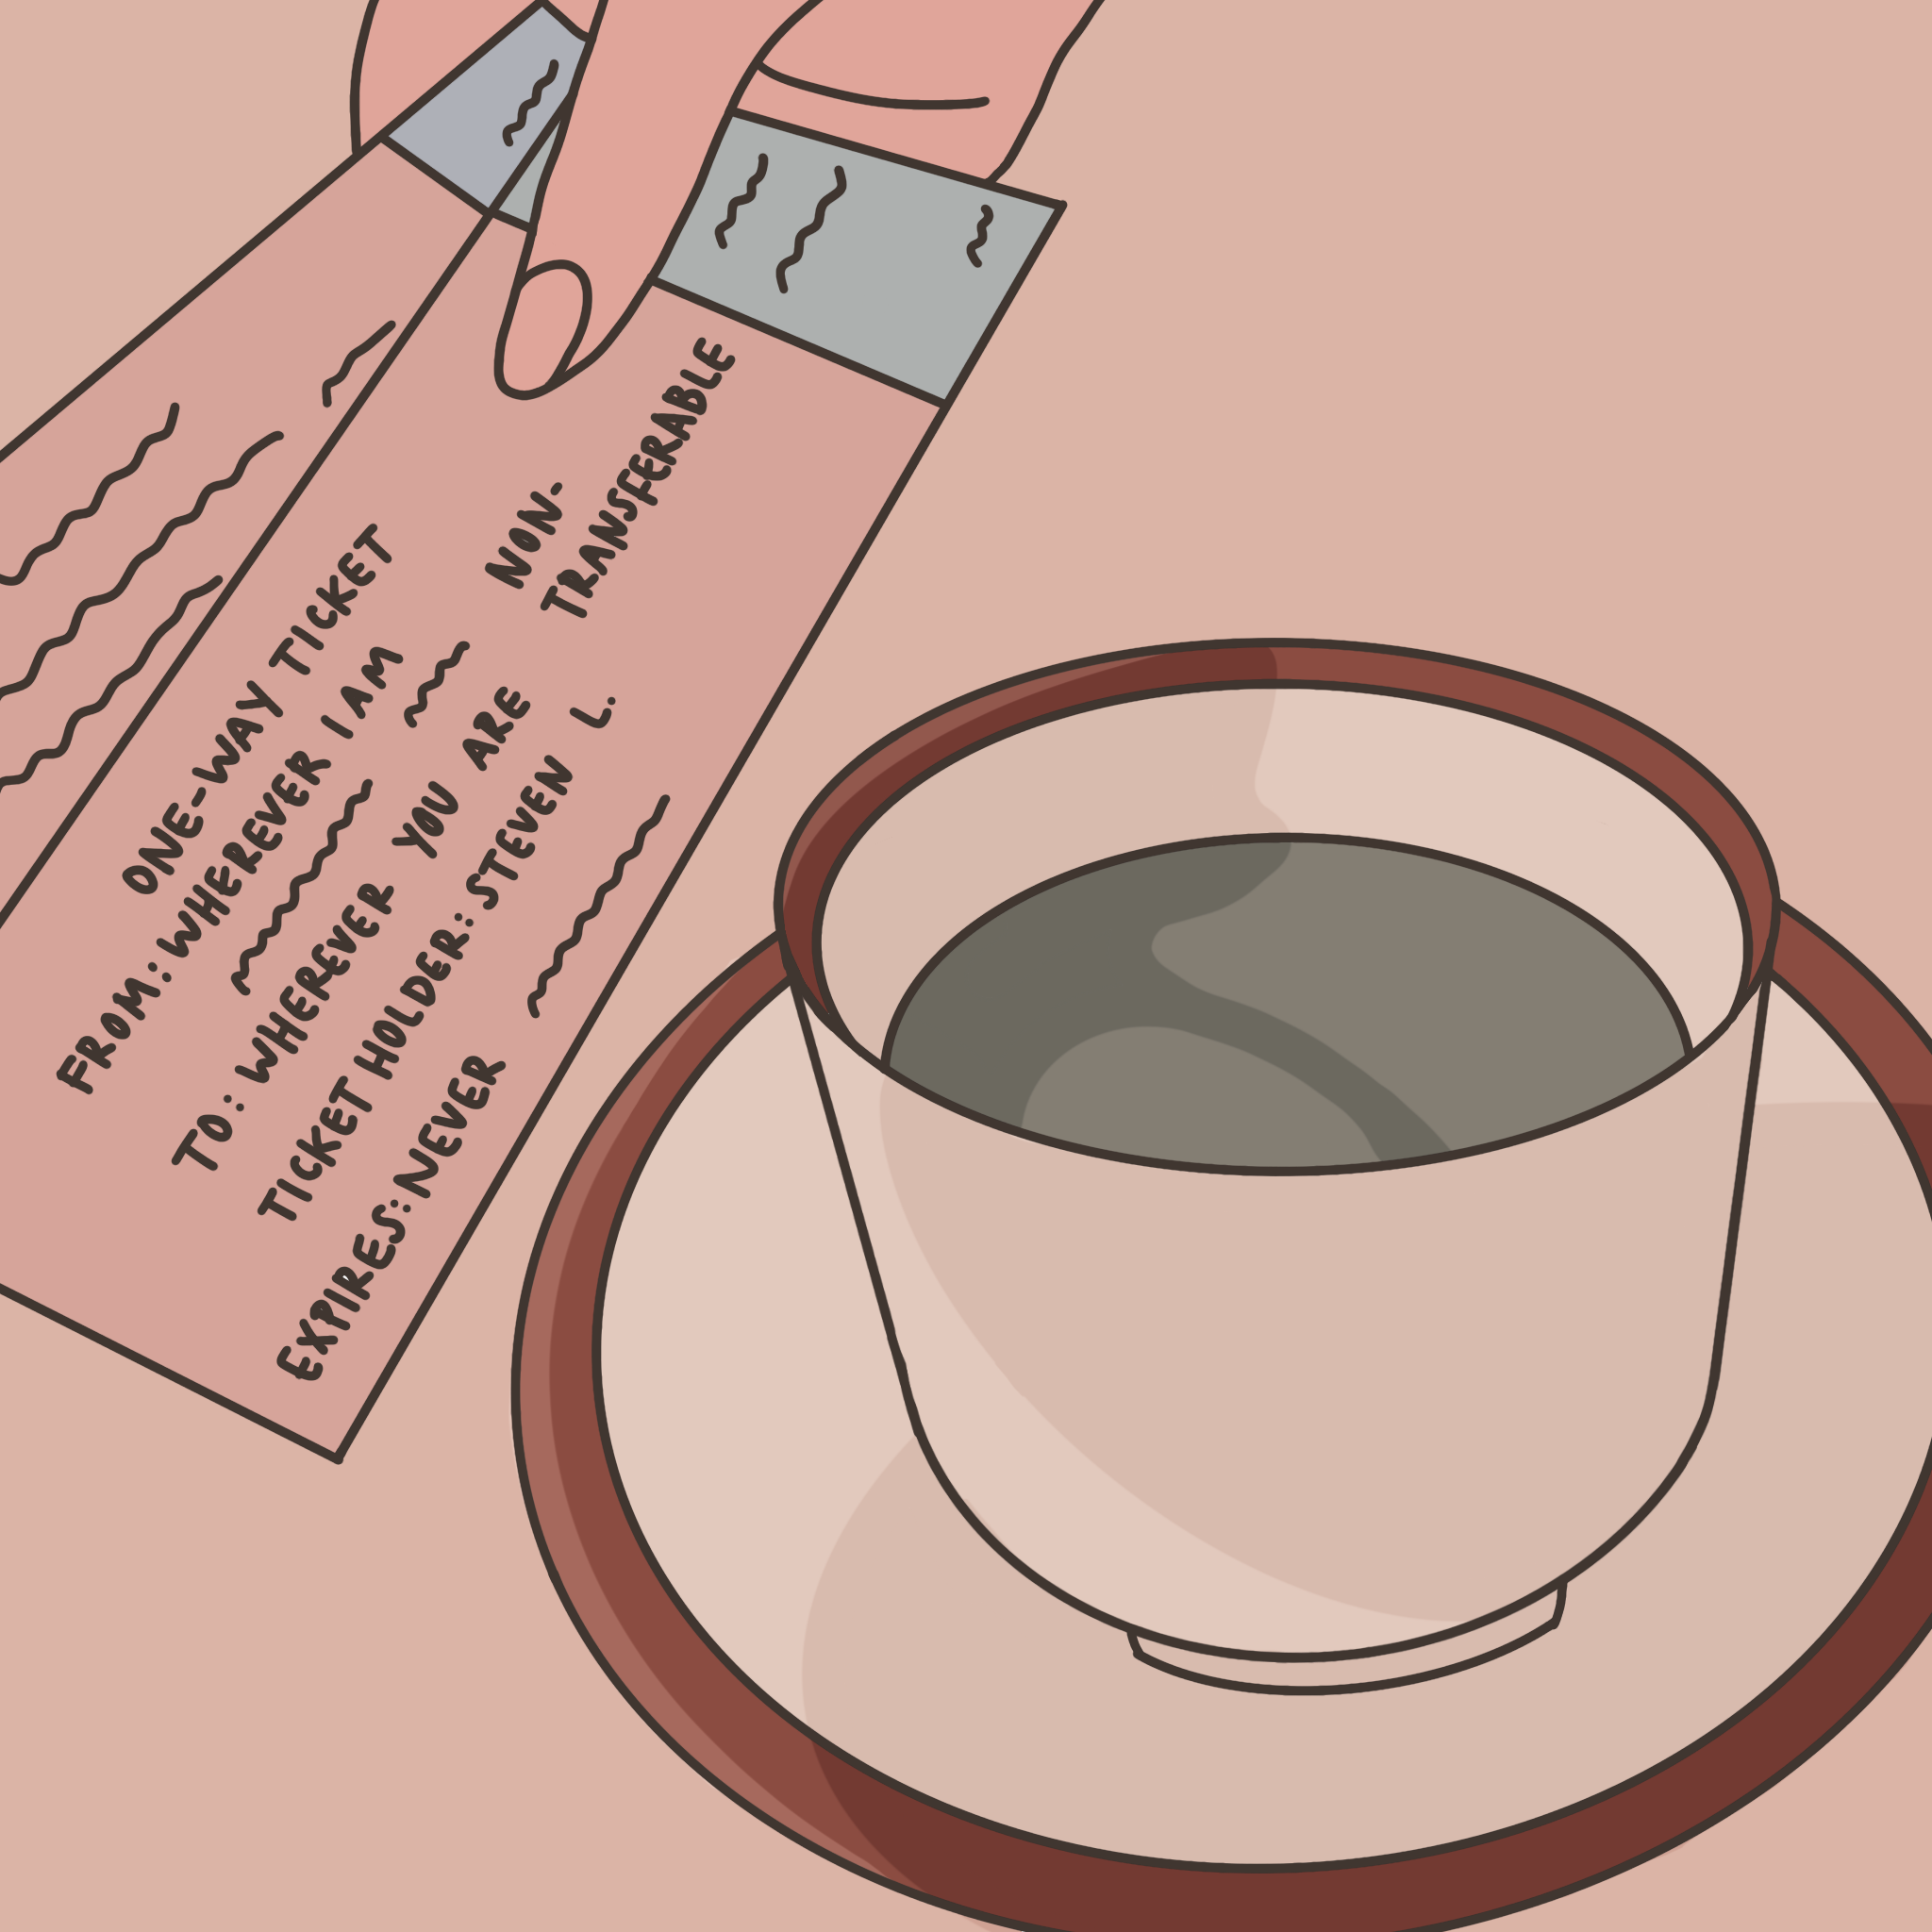 ONE-WAY TICKET
FROM: WHEREVER I AM
TO: WHEREVER YOU ARE
TICKET HOLDER: STEVEN L.
EXPIRES: NEVER
NON-
TRANSFERABLE